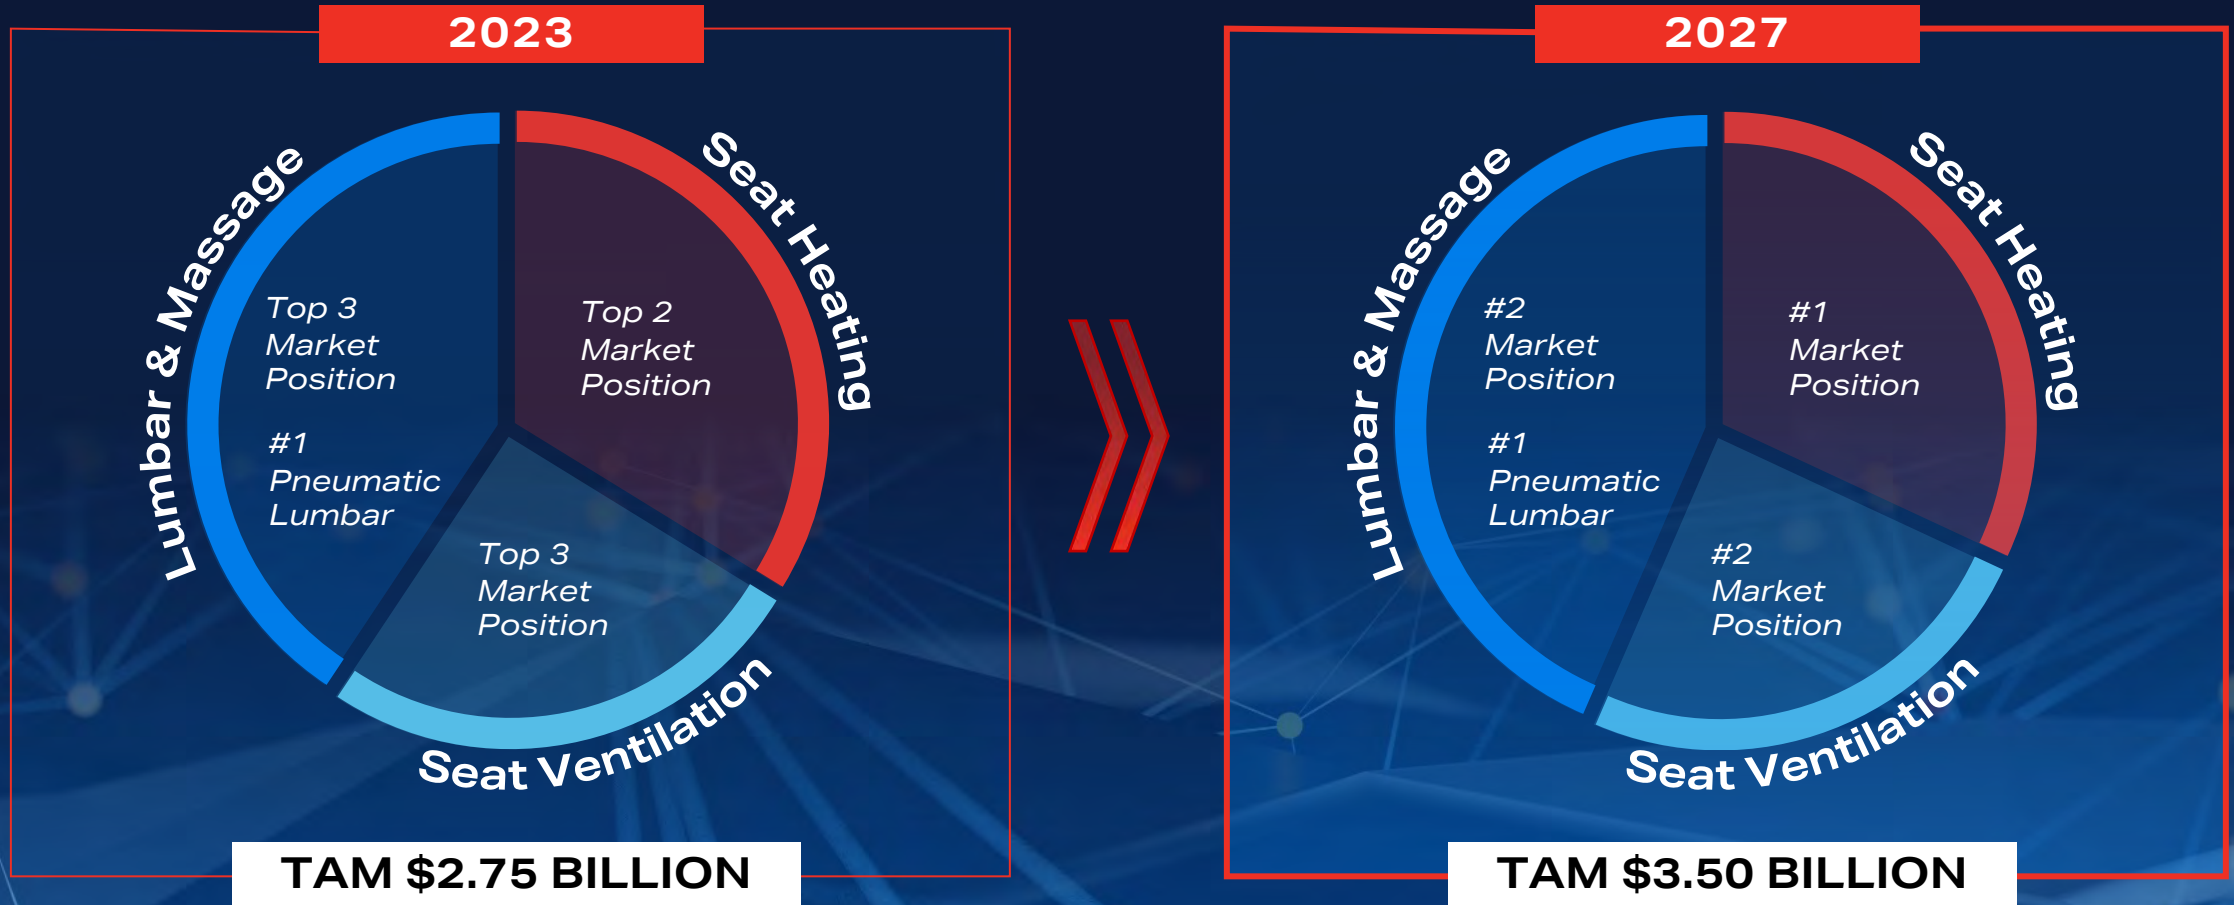 2023
Lumbar & Massage
Seat Heating
Top 3
Market
Position
#1
Pneumatic
Lumbar
Top 2
Market
Position
Top 3
Market
Position
Seat Ventilation
TAM $2.75 BILLION
2027
Lumbar & Massage
Seat Heating
#2
Market
Position
#1
Pneumatic
Lumbar
#1
Market
Position
#2
Market
Position
Seat Ventilation
TAM $3.50 BILLION